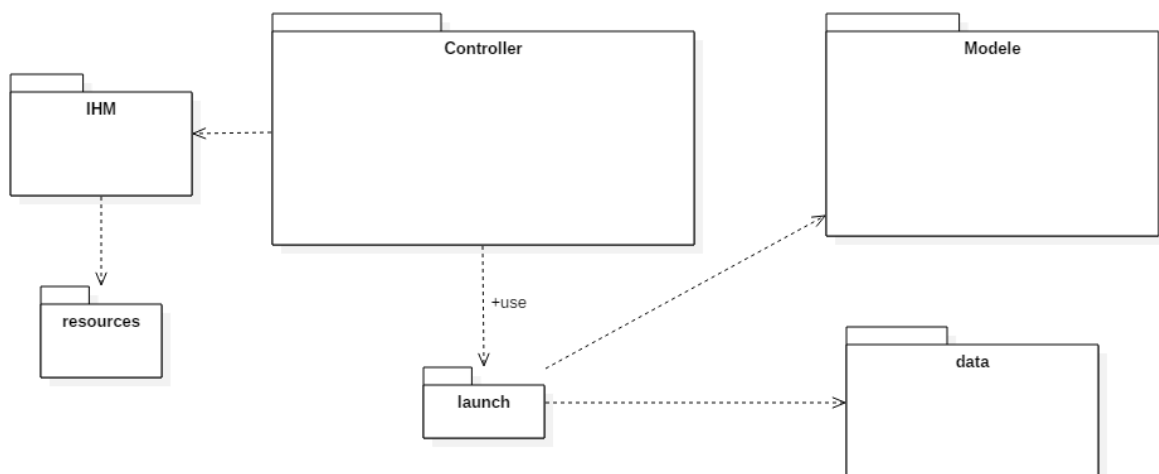 Controller
Modele
IHM
+use
resources
data
launch